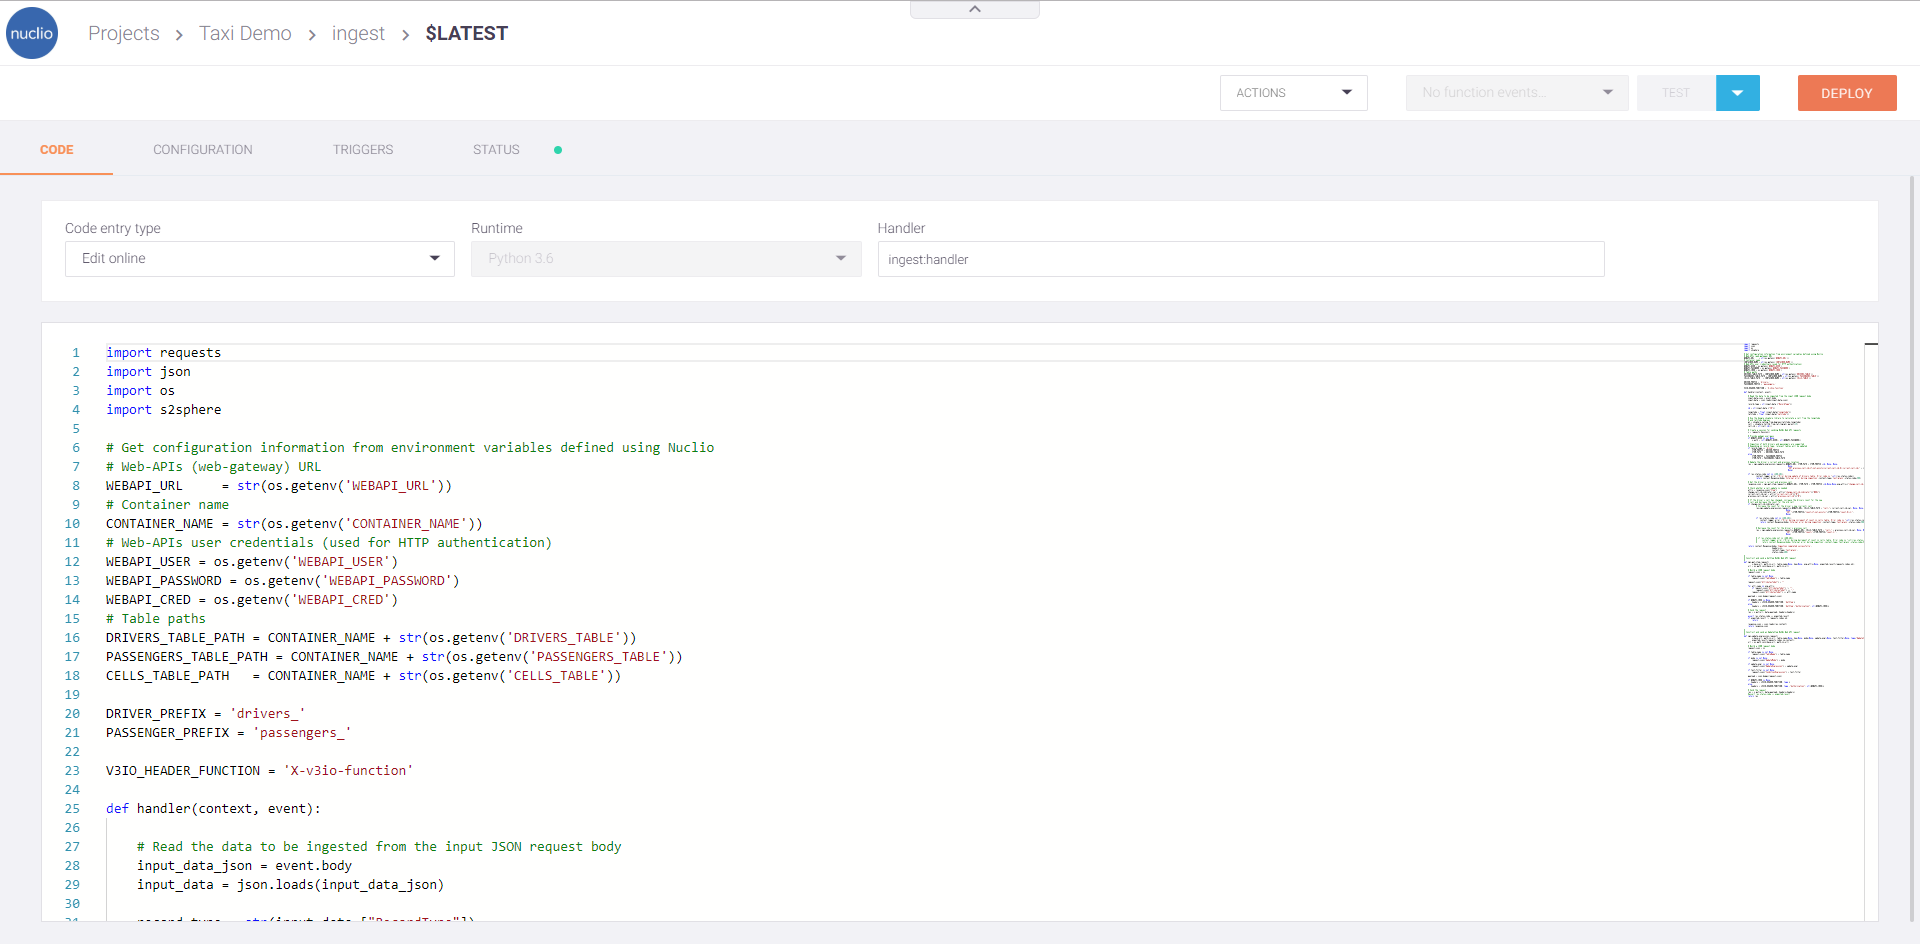 nuclio
Projects > Taxi Demo > ingest > $LATEST
ACTIONS
No function events...
TEST
DEPLOY
CODE
CONFIGURATION
TRIGGERS
STATUS
Code entry type
Edit online
Runtime
Python 3.6
Handler
ingest:handler
1 import requests
2 import json
3 import os
4 import s2sphere
5
6 # Get configuration information from environment variables defined using Nuclio
7 # Web-APIs (web-gateway) URL
8 WEBAPI_URL     = str(os.getenv('WEBAPI_URL'))
9 # Container name
10 CONTAINER_NAME = str(os.getenv('CONTAINER_NAME'))
11 # Web-APIs user credentials (used for HTTP authentication)
12 WEBAPI_USER = os.getenv('WEBAPI_USER')
13 WEBAPI_PASSWORD = os.getenv('WEBAPI_PASSWORD')
14 WEBAPI_CRED = os.getenv('WEBAPI_CRED')
15 # Table paths
16 DRIVERS_TABLE_PATH = CONTAINER_NAME + str(os.getenv('DRIVERS_TABLE'))
17 PASSENGERS_TABLE_PATH = CONTAINER_NAME + str(os.getenv('PASSENGERS_TABLE'))
18 CELLS_TABLE_PATH   = CONTAINER_NAME + str(os.getenv('CELLS_TABLE'))
19
20 DRIVER_PREFIX = 'drivers_'
21 PASSENGER_PREFIX = 'passengers_'
22
23 V3IO_HEADER_FUNCTION = 'X-v3io-function'
24
25 def handler(context, event):
26
27     # Read the data to be ingested from the input JSON request body
28     input_data_json = event.body
29     input_data = json.loads(input_data_json)
30
31     record_type = str(input_data["RecordType"])